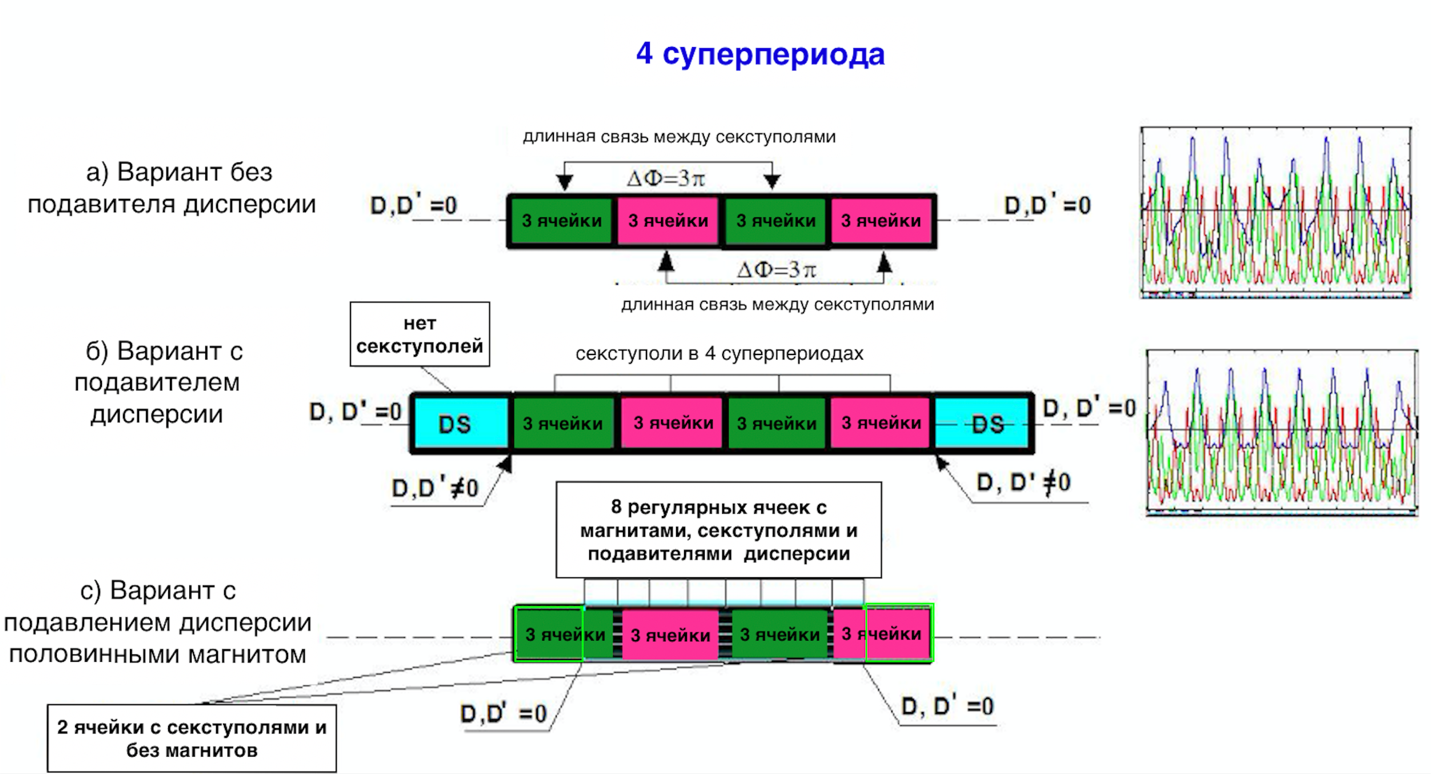 4 суперпериода
длинная связь между секступолями
а) Вариант без
подавителя дисперсии
ΔΦ=3π
D,D' =0
3 ячейки 3 ячейки 3 ячейки 3 ячейки
D,D' =0
ΔΦ=3π
длинная связь между секступолями
нет
секступолей
б) Вариант с
подавителем
дисперсии
секступоли в 4 суперпериодах
D, D' =0
DS 3 ячейки 3 ячейки 3 ячейки 3 ячейки DS
D, D' =0
D,D'≠0
D, D'≠0
8 регулярных ячеек с
магнитами, секступолями и
подавителями дисперсии
с) Вариант с
подавлением дисперсии
половинными магнитом
3 ячейки 3 ячейки 3 ячейки 3 ячейки
D,D' =0
D, D' =0
2 ячейки с секступолями и
без магнитов